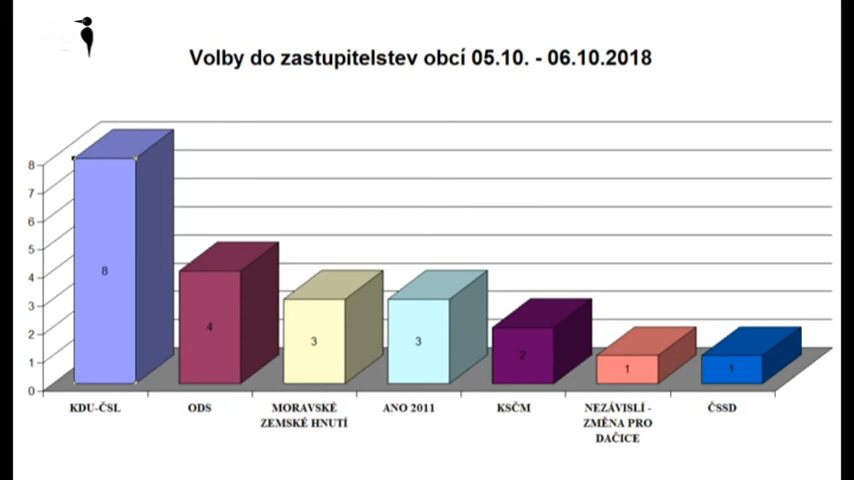 Volby do zastupitelstev obcí 05.10. - 06.10.2018
8
7
6
5
4
3
2
1
0
8
4
3
3
2
1
1
KDU-ČSL
ODS
MORAVSKÉ
ZEMSKÉ HNUTÍ
ANO 2011
KSČM
NEZÁVISLÍ -
ZMĚNA PRO
DAČICE
ČSSD